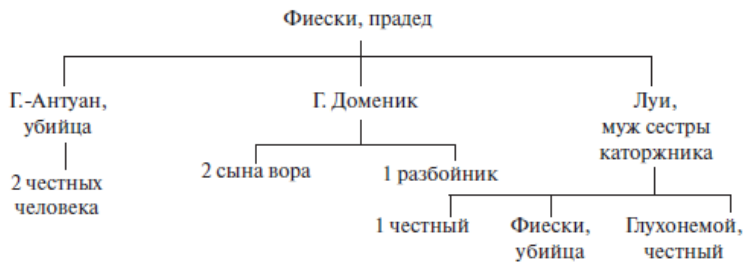 Фиески, прадед
Г.-Антуан,
убийца
Г. Доменик
Луи,
муж сестры
каторжника
2 честных
человека
2 сына вора
1 разбойник
1 честный
Фиески,
убийца
Глухонемой,
честный